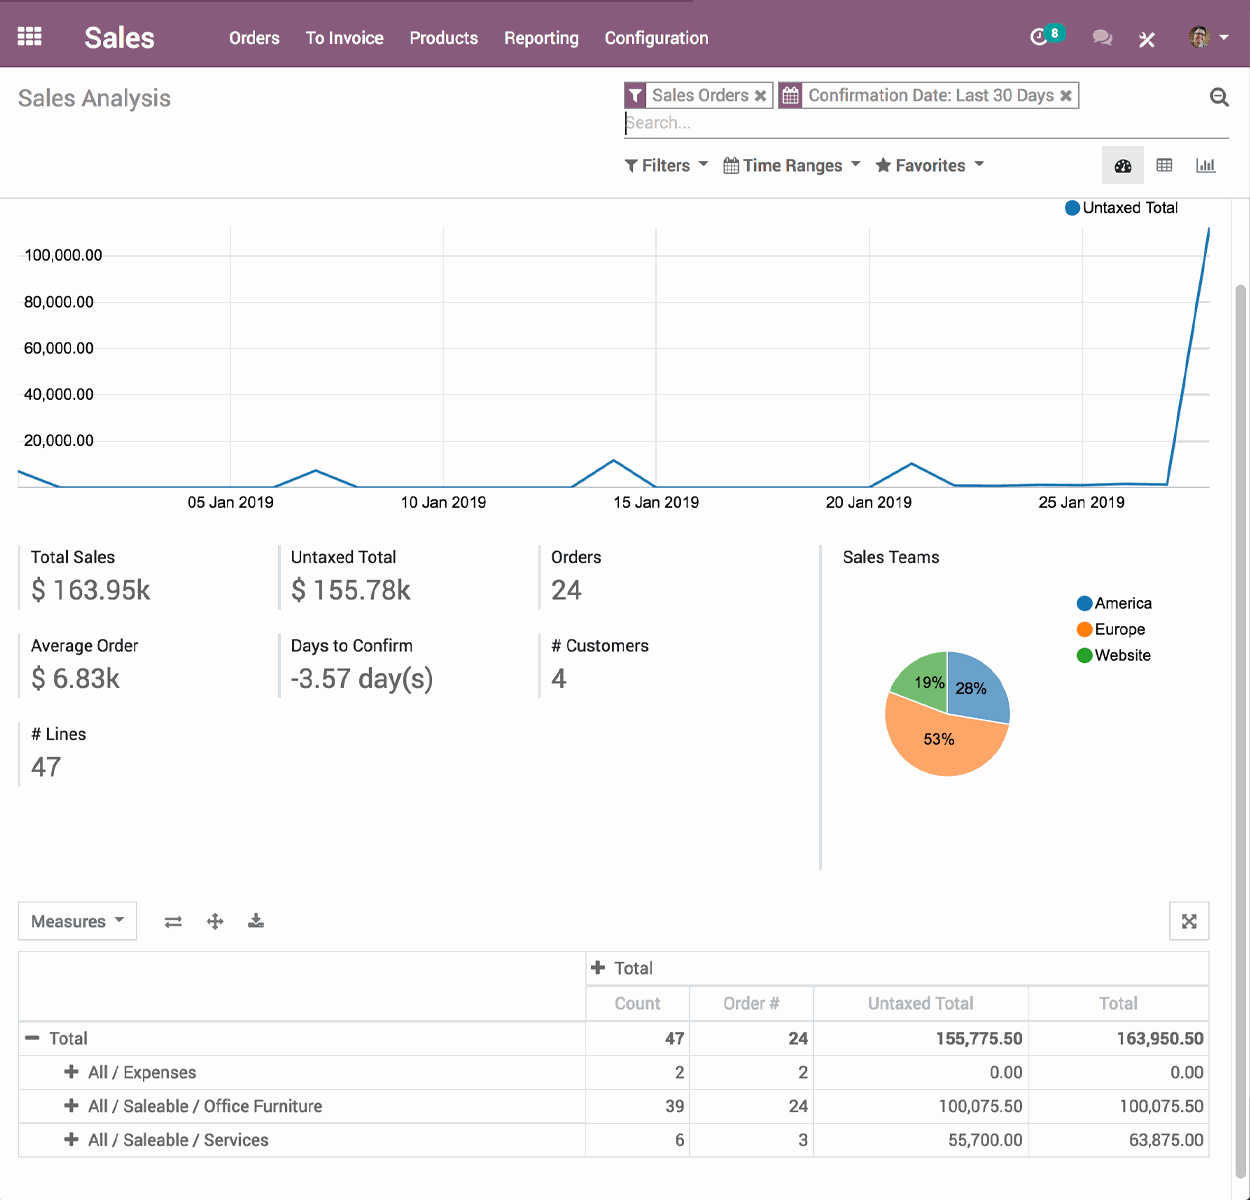 Sales Orders To Invoice Products Reporting Configuration 8
Sales Analysis Sales Orders Confirmation Date: Last 30 Days
Search...
Filters Time Ranges Favorites
Untaxed Total
100,000.00
80,000.00
60,000.00
40,000.00
20,000.00
05 Jan 2019 10 Jan 2019 15 Jan 2019 20 Jan 2019 25 Jan 2019
Total Sales Untaxed Total Orders Sales Teams
$ 163.95k $ 155.78k 24
America
Europe
Website
Average Order Days to Confirm # Customers
$ 6.83k -3.57 day(s) 4
19% 28%
53%
# Lines
47
Measures
Total
Count Order # Untaxed Total Total
Total 47 24 155,775.50 163,950.50
All / Expenses 2 2 0.00 0.00
All / Saleable / Office Furniture 39 24 100,075.50 100,075.50
All / Saleable / Services 6 3 55,700.00 63,875.00